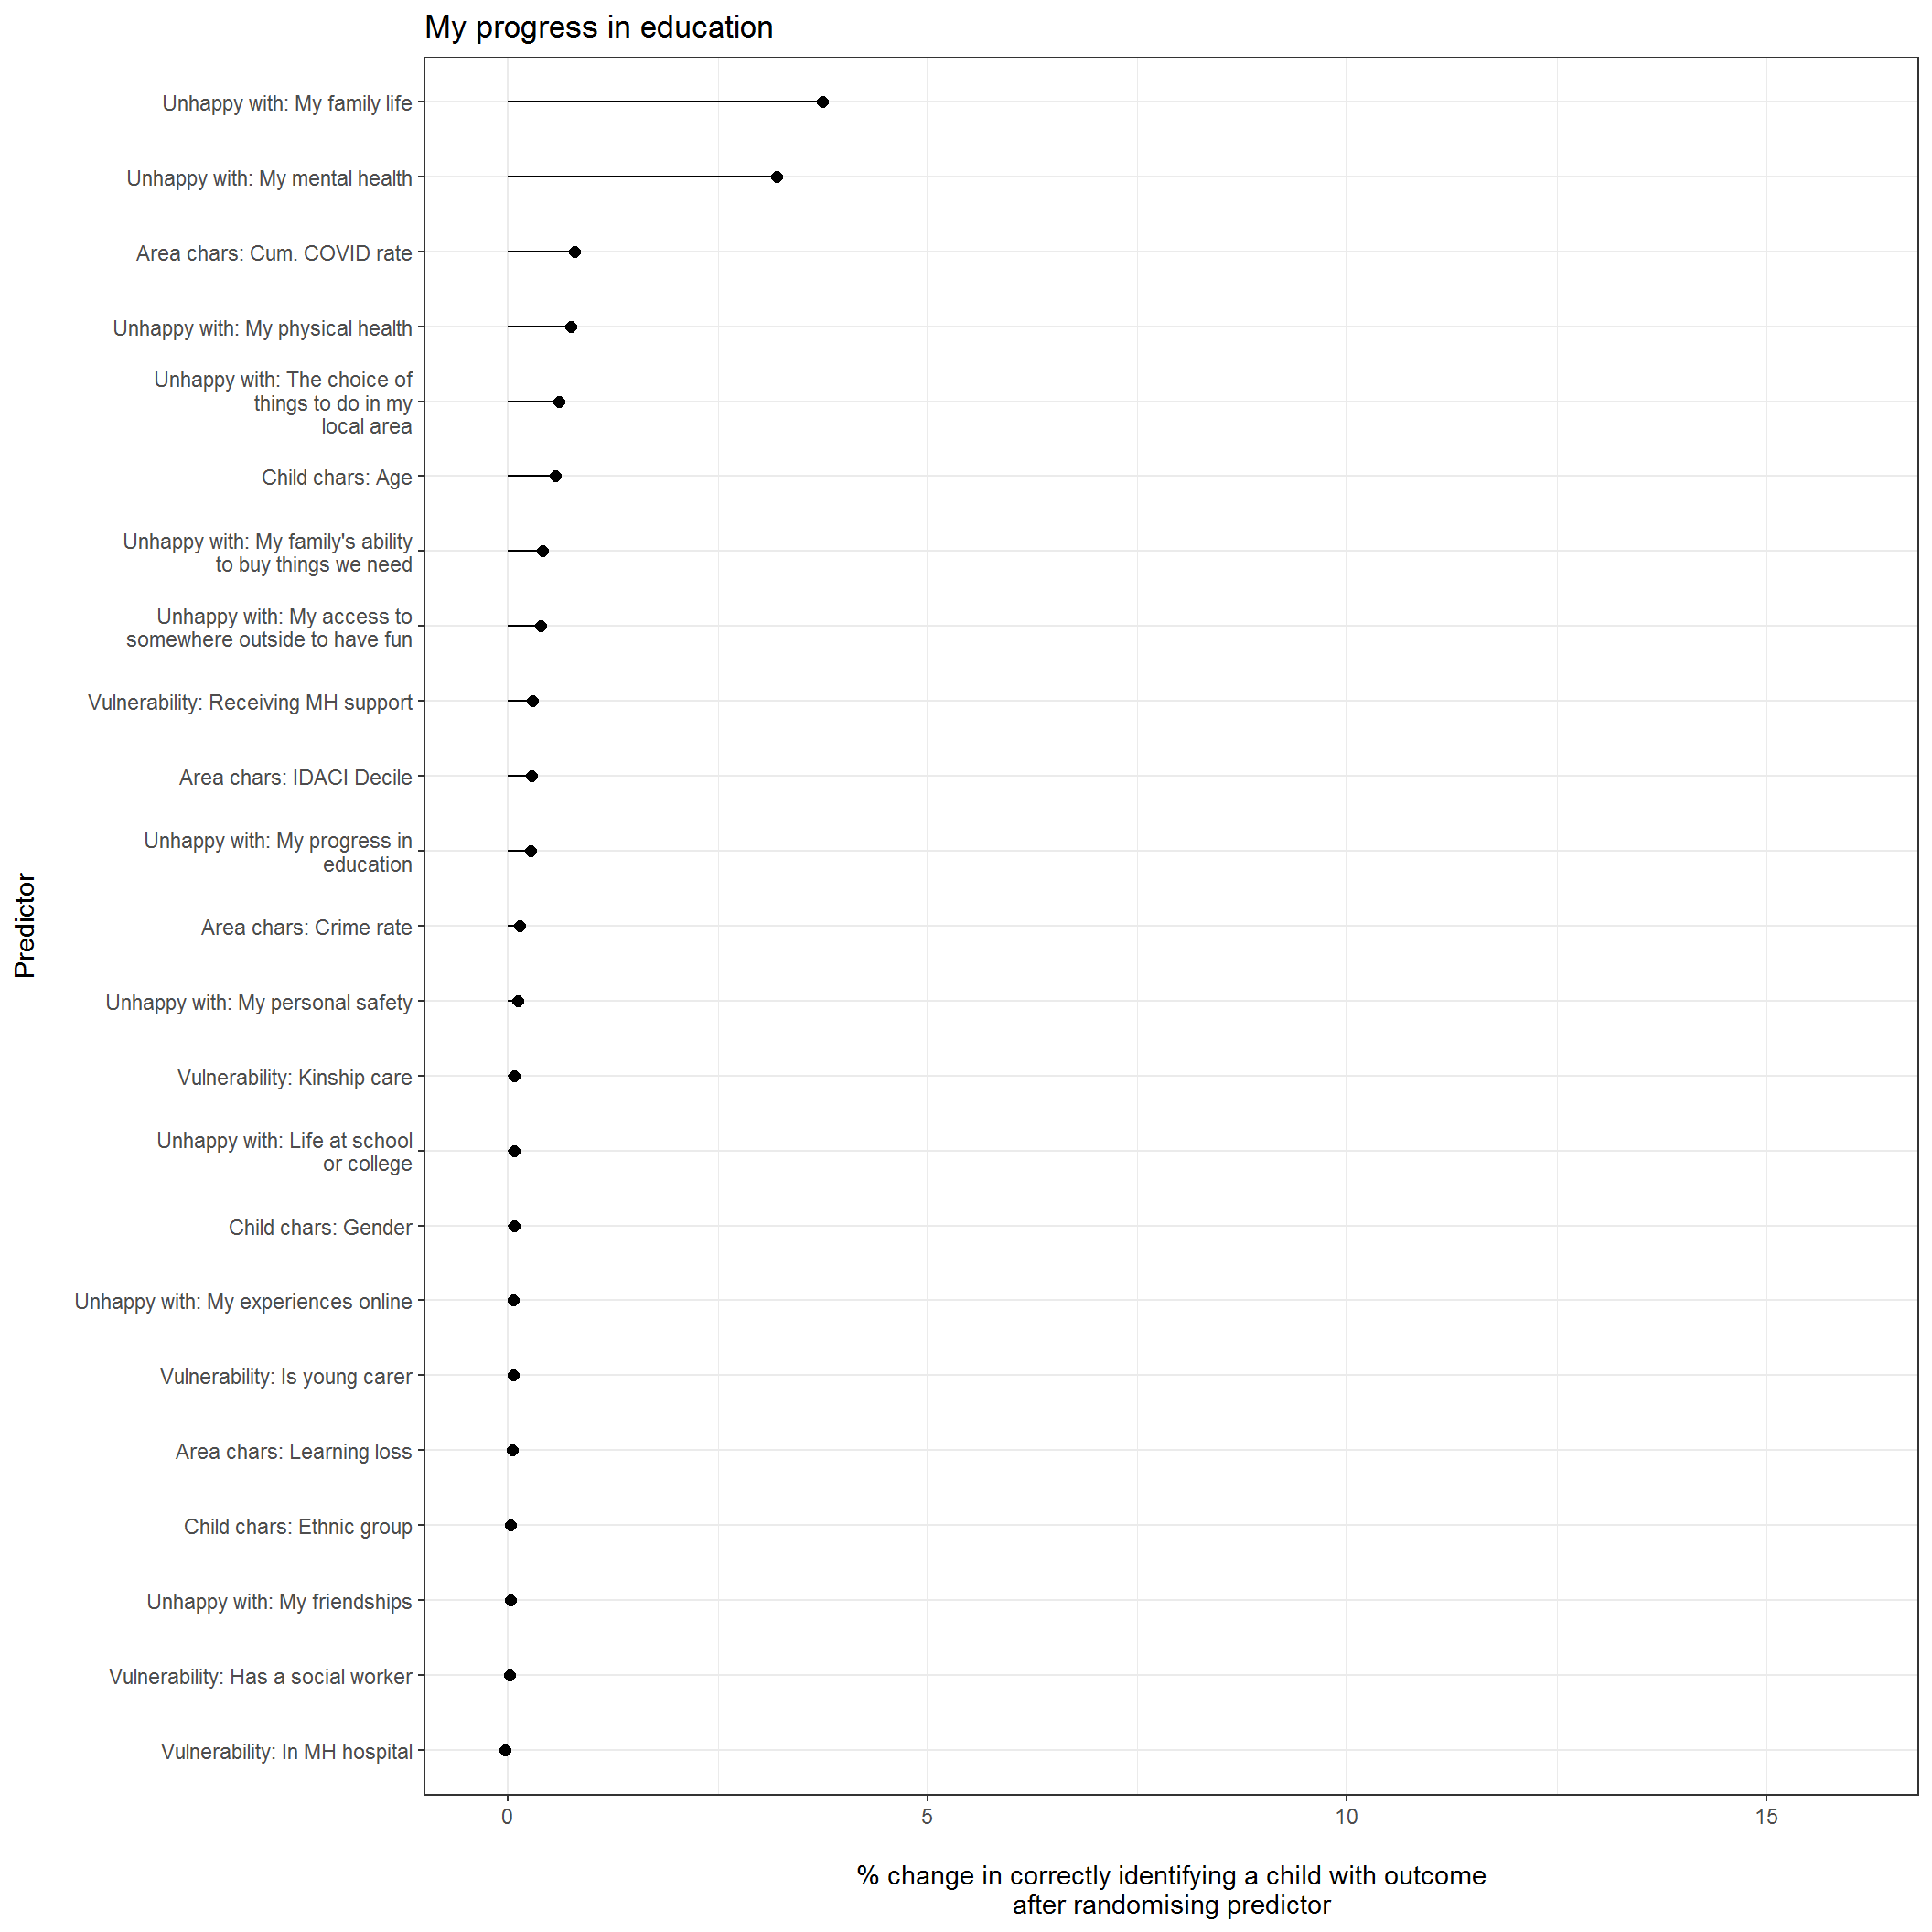 My progress in education
Unhappy with: My family life
Unhappy with: My mental health
Area chars: Cum. COVID rate
Unhappy with: My physical health
Unhappy with: The choice of
things to do in my
local area
Child chars: Age
Unhappy with: My family's ability
to buy things we need
Unhappy with: My access to
somewhere outside to have fun
Vulnerability: Receiving MH support
Area chars: IDACI Decile
Unhappy with: My progress in
education
Area chars: Crime rate
Unhappy with: My personal safety
Vulnerability: Kinship care
Unhappy with: Life at school
or college
Child chars: Gender
Unhappy with: My experiences online
Vulnerability: Is young carer
Area chars: Learning loss
Child chars: Ethnic group
Unhappy with: My friendships
Vulnerability: Has a social worker
Vulnerability: In MH hospital
Predictor
0 5 10 15
% change in correctly identifying a child with outcome
after randomising predictor